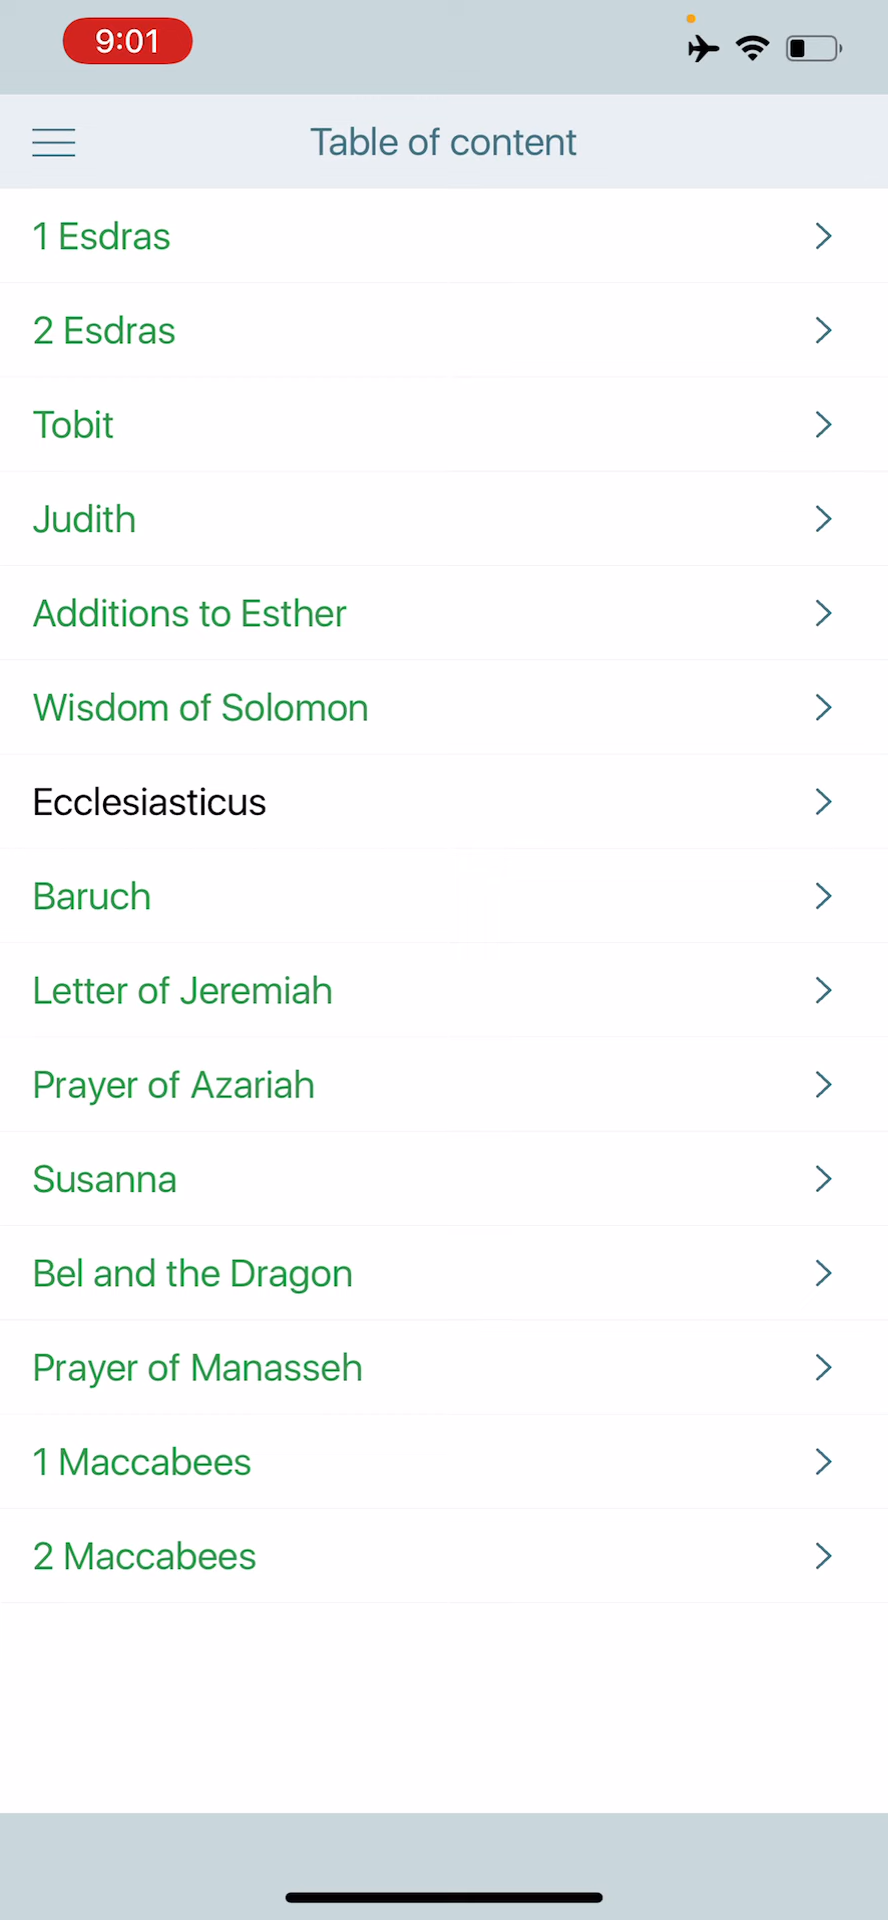 9:01
Table of content
1 Esdras
2 Esdras
Tobit
Judith
Additions to Esther
Wisdom of Solomon
Ecclesiasticus
Baruch
Letter of Jeremiah
Prayer of Azariah
Susanna
Bel and the Dragon
Prayer of Manasseh
1 Maccabees
2 Maccabees